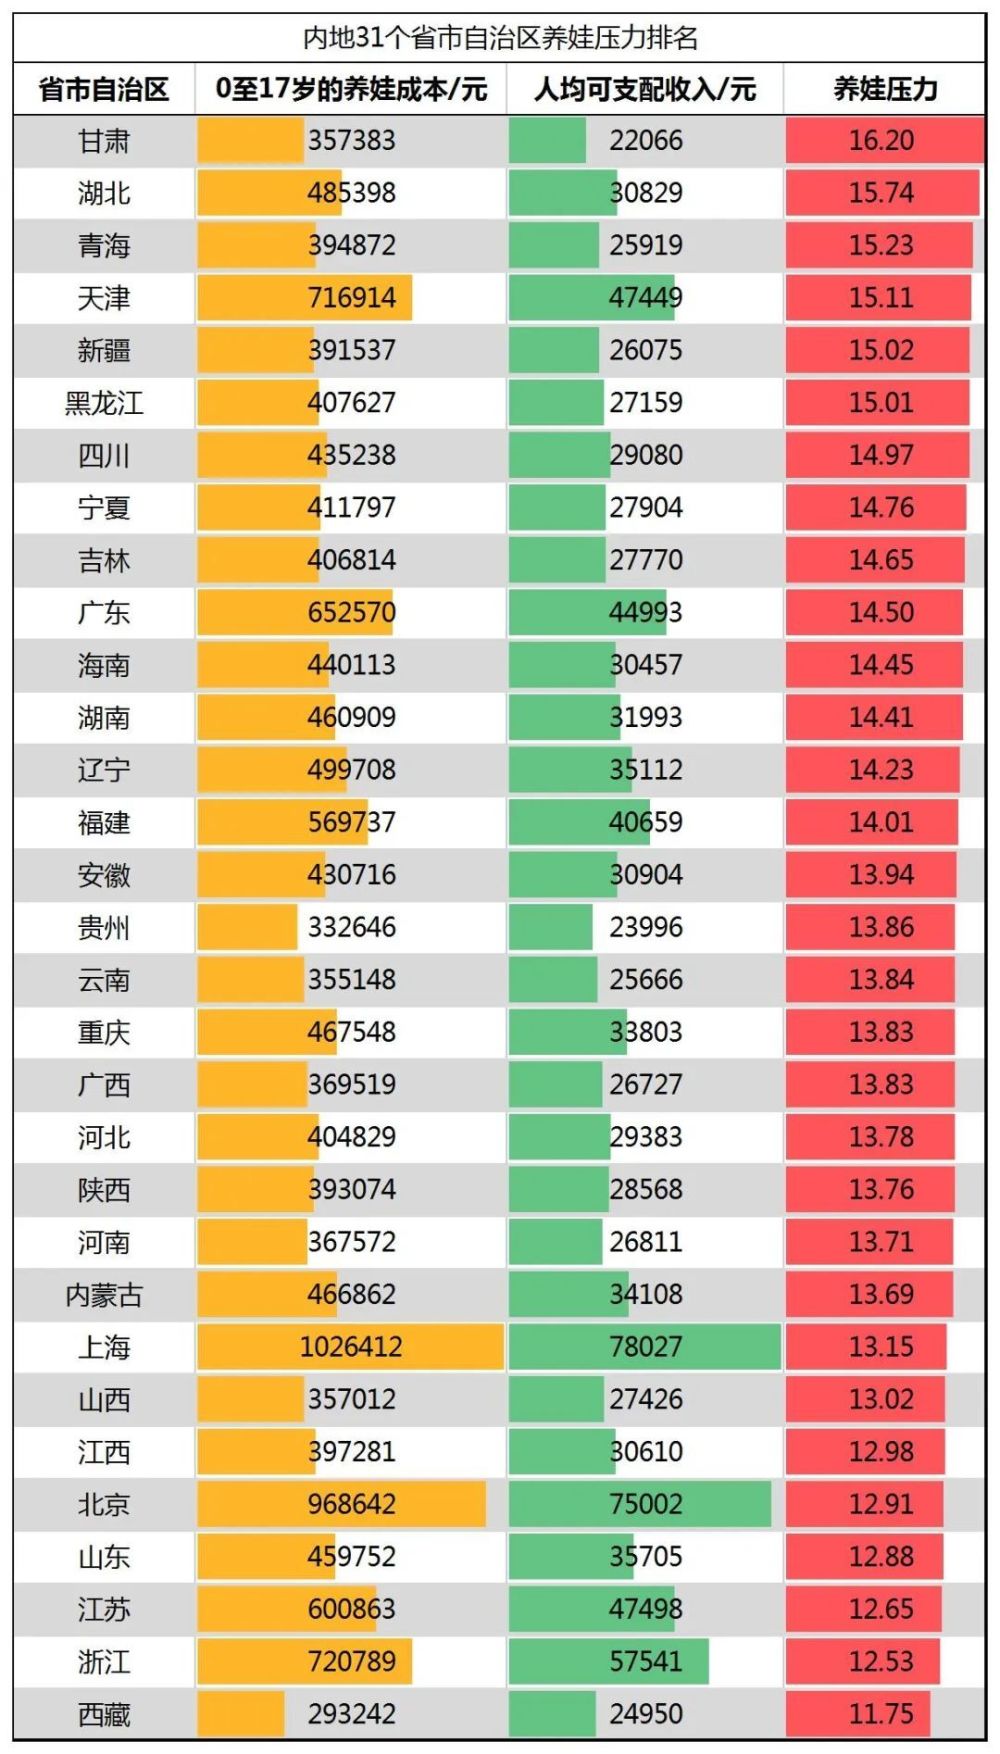 内地31个省市自治区养娃压力排名
省市自治区 0至17岁的养娃成本/元 人均可支配收入/元 养娃压力
甘肃 357383 22066 16.20
湖北 485398 30829 15.74
青海 394872 25919 15.23
天津 716914 47449 15.11
新疆 391537 26075 15.02
黑龙江 407627 27159 15.01
四川 435238 29080 14.97
宁夏 411797 27904 14.76
吉林 406814 27770 14.65
广东 652570 44993 14.50
海南 440113 30457 14.45
湖南 460909 31993 14.41
辽宁 499708 35112 14.23
福建 569737 40659 14.01
安徽 430716 30904 13.94
贵州 332646 23996 13.86
云南 355148 25666 13.84
重庆 467548 33803 13.83
广西 369519 26727 13.83
河北 404829 29383 13.78
陕西 393074 28568 13.76
河南 367572 26811 13.71
内蒙古 466862 34108 13.69
上海 1026412 78027 13.15
山西 357012 27426 13.02
江西 397281 30610 12.98
北京 968642 75002 12.91
山东 459752 35705 12.88
江苏 600863 47498 12.65
浙江 720789 57541 12.53
西藏 293242 24950 11.75